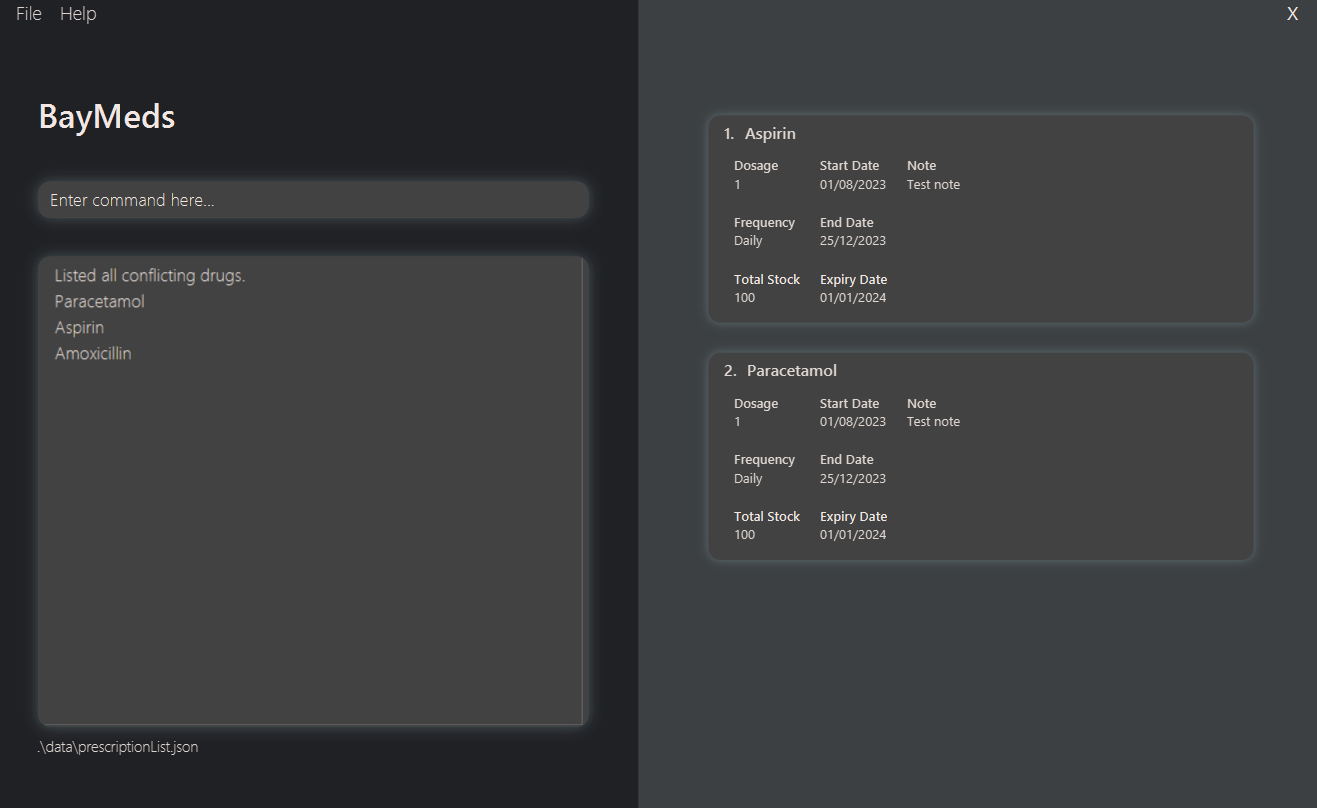 File Help
X
BayMeds
Enter command here...
Listed all conflicting drugs.
Paracetamol
Aspirin
Amoxicillin
.\data\prescriptionList.json
1. Aspirin
Dosage Start Date Note
1 01/08/2023 Test note
Frequency End Date
Daily 25/12/2023
Total Stock Expiry Date
100 01/01/2024
2. Paracetamol
Dosage Start Date Note
1 01/08/2023 Test note
Frequency End Date
Daily 25/12/2023
Total Stock Expiry Date
100 01/01/2024